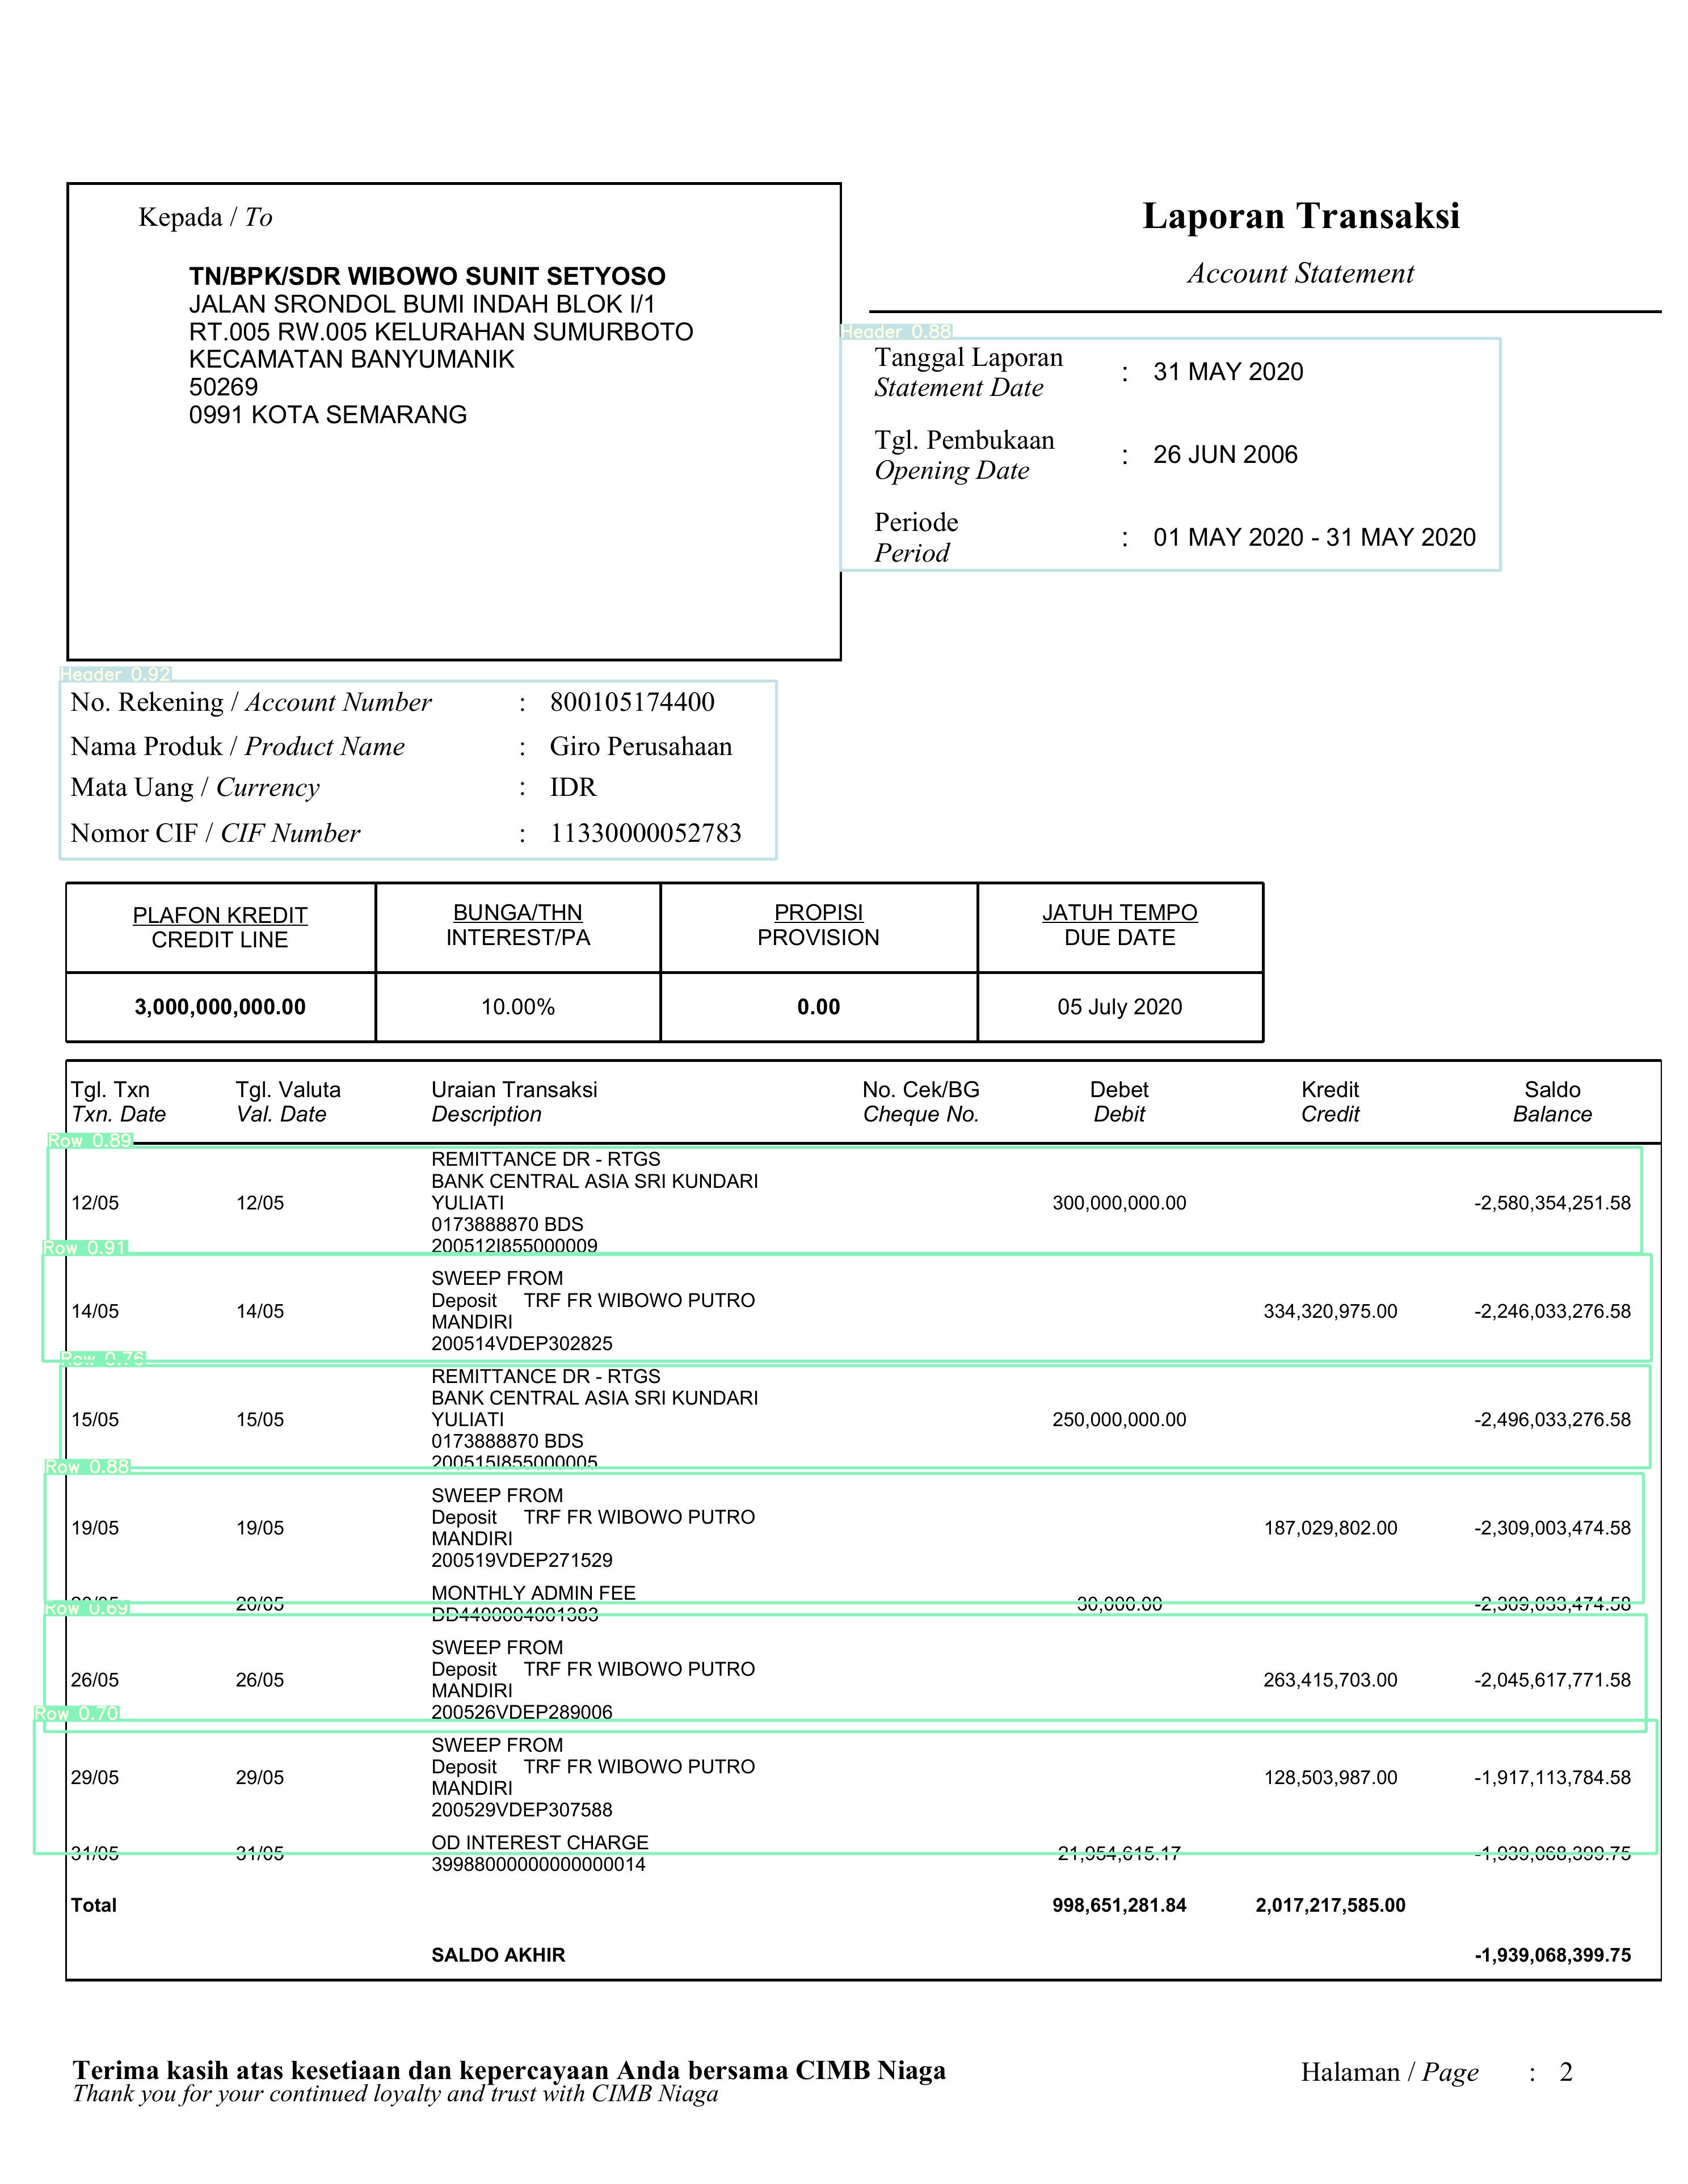 Kepada / To
TN/BPK/SDR WIBOWO SUNIT SETYOSO
JALAN SRONDOL BUMI INDAH BLOK I/1
RT.005 RW.005 KELURAHAN SUMURBOTO
KECAMATAN BANYUMANIK
50269
0991 KOTA SEMARANG
Laporan Transaksi
Account Statement
Header 0.88
Tanggal Laporan
Statement Date : 31 MAY 2020
Tgl. Pembukaan
Opening Date : 26 JUN 2006
Periode
Period : 01 MAY 2020 - 31 MAY 2020
Header 0.92
No. Rekening / Account Number : 800105174400
Nama Produk / Product Name : Giro Perusahaan
Mata Uang / Currency : IDR
Nomor CIF / CIF Number : 11330000052783
PLAFON KREDIT BUNGA/THN PROPISI JATUH TEMPO
CREDIT LINE INTEREST/PA PROVISION DUE DATE
3,000,000,000.00 10.00% 0.00 05 July 2020
Tgl. Txn Tgl. Valuta Uraian Transaksi No. Cek/BG Debet Kredit Saldo
Txn. Date Val. Date Description Cheque No. Debit Credit Balance
Row 0.89
REMITTANCE DR - RTGS
BANK CENTRAL ASIA SRI KUNDARI
12/05 12/05 YULIATI 300,000,000.00 -2,580,354,251.58
0173888870 BDS
200512I855000009
Row 0.91
SWEEP FROM
Deposit TRF FR WIBOWO PUTRO
14/05 14/05 MANDIRI 334,320,975.00 -2,246,033,276.58
200514VDEP302825
Row 0.76
REMITTANCE DR - RTGS
BANK CENTRAL ASIA SRI KUNDARI
15/05 15/05 YULIATI 250,000,000.00 -2,496,033,276.58
0173888870 BDS
200515I855000005
Row 0.88
SWEEP FROM
Deposit TRF FR WIBOWO PUTRO
19/05 19/05 MANDIRI 187,029,802.00 -2,309,003,474.58
200519VDEP271529
MONTHLY ADMIN FEE
20/05 20/05 30,000.00 -2,309,033,474.58
DD4400004001383
Row 0.69
SWEEP FROM
Deposit TRF FR WIBOWO PUTRO
26/05 26/05 MANDIRI 263,415,703.00 -2,045,617,771.58
200526VDEP289006
Row 0.70
SWEEP FROM
Deposit TRF FR WIBOWO PUTRO
29/05 29/05 MANDIRI 128,503,987.00 -1,917,113,784.58
200529VDEP307588
OD INTEREST CHARGE
31/05 31/05 21,954,615.17 -1,939,068,399.75
39988000000000000014
Total 998,651,281.84 2,017,217,585.00
SALDO AKHIR -1,939,068,399.75
Terima kasih atas kesetiaan dan kepercayaan Anda bersama CIMB Niaga
Thank you for your continued loyalty and trust with CIMB Niaga
Halaman / Page : 2